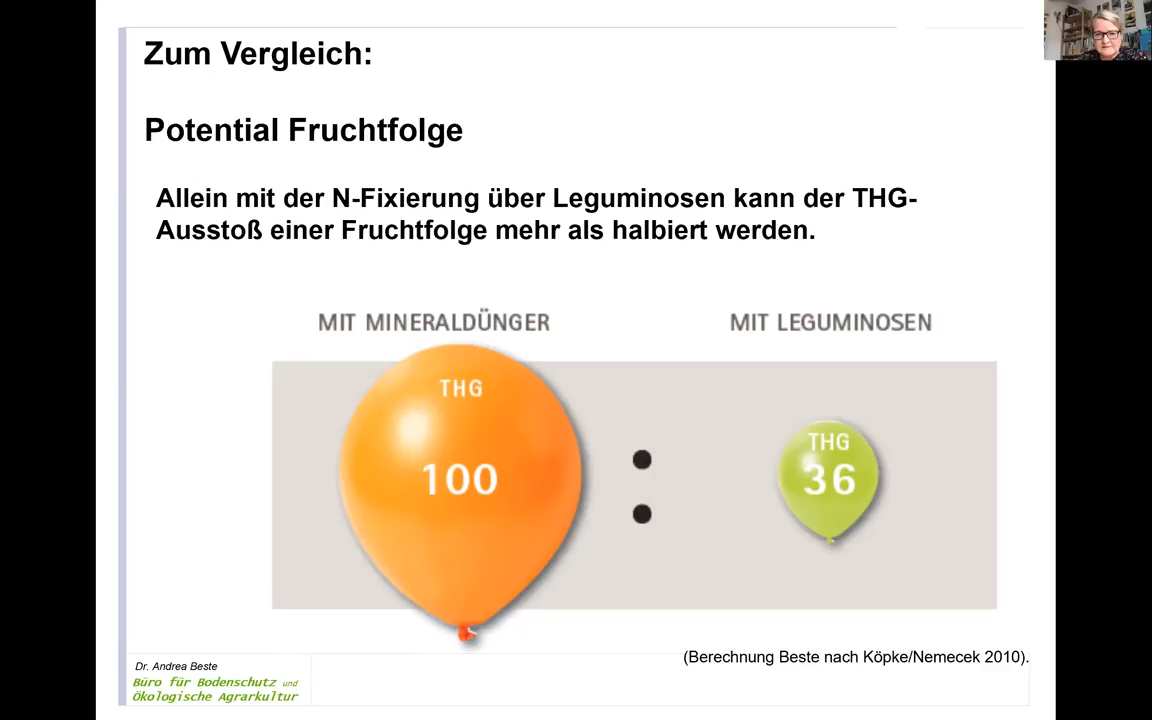 Zum Vergleich:
Potential Fruchtfolge
Allein mit der N-Fixierung über Leguminosen kann der THG-
Ausstoß einer Fruchtfolge mehr als halbiert werden.
MIT MINERALDÜNGER
MIT LEGUMINOSEN
THG
100
:
THG
36
(Berechnung Beste nach Köpke/Nemecek 2010).
Dr. Andrea Beste
Büro für Bodenschutz und
Ökologische Agrarkultur